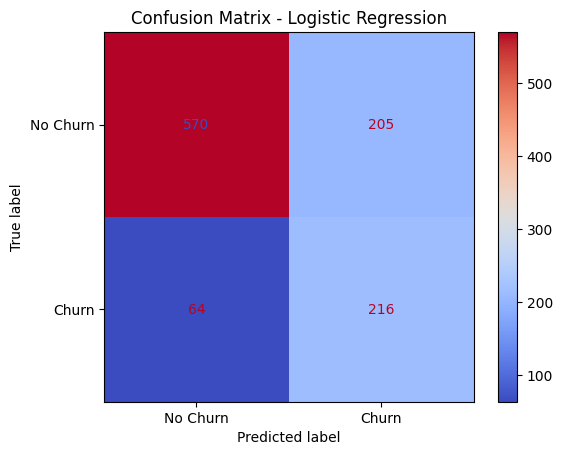 Confusion Matrix - Logistic Regression
No Churn
570
205
Churn
64
216
True label
No Churn
Churn
Predicted label
500
400
300
200
100